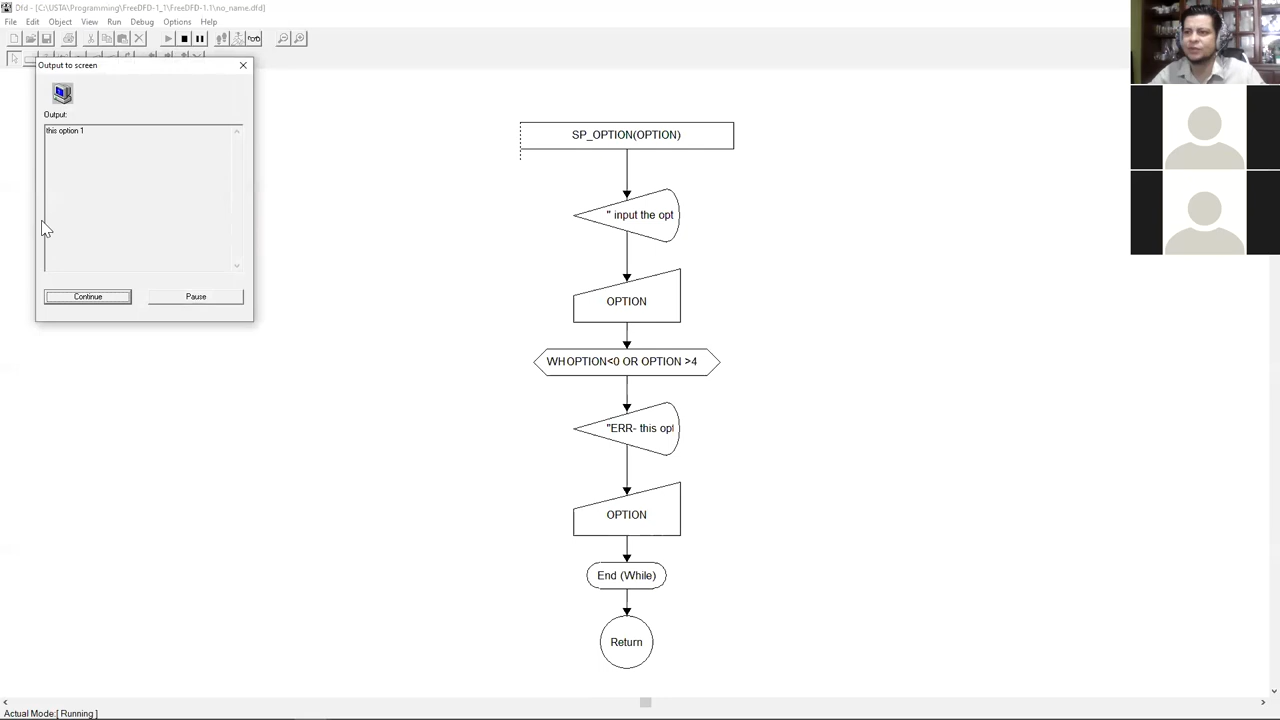 Dfd - [C:\USTA\Programming\FreeDFD-1_1\FreeDFD-1.1\no_name.dfd]
File Edit Object View Run Debug Options Help
Output to screen
Output:
this option 1
Continue Pause
SP_OPTION(OPTION)
" input the opt
OPTION
WHOPTION<0 OR OPTION >4
"ERR- this opt
OPTION
End (While)
Return
Actual Mode:[ Running ]